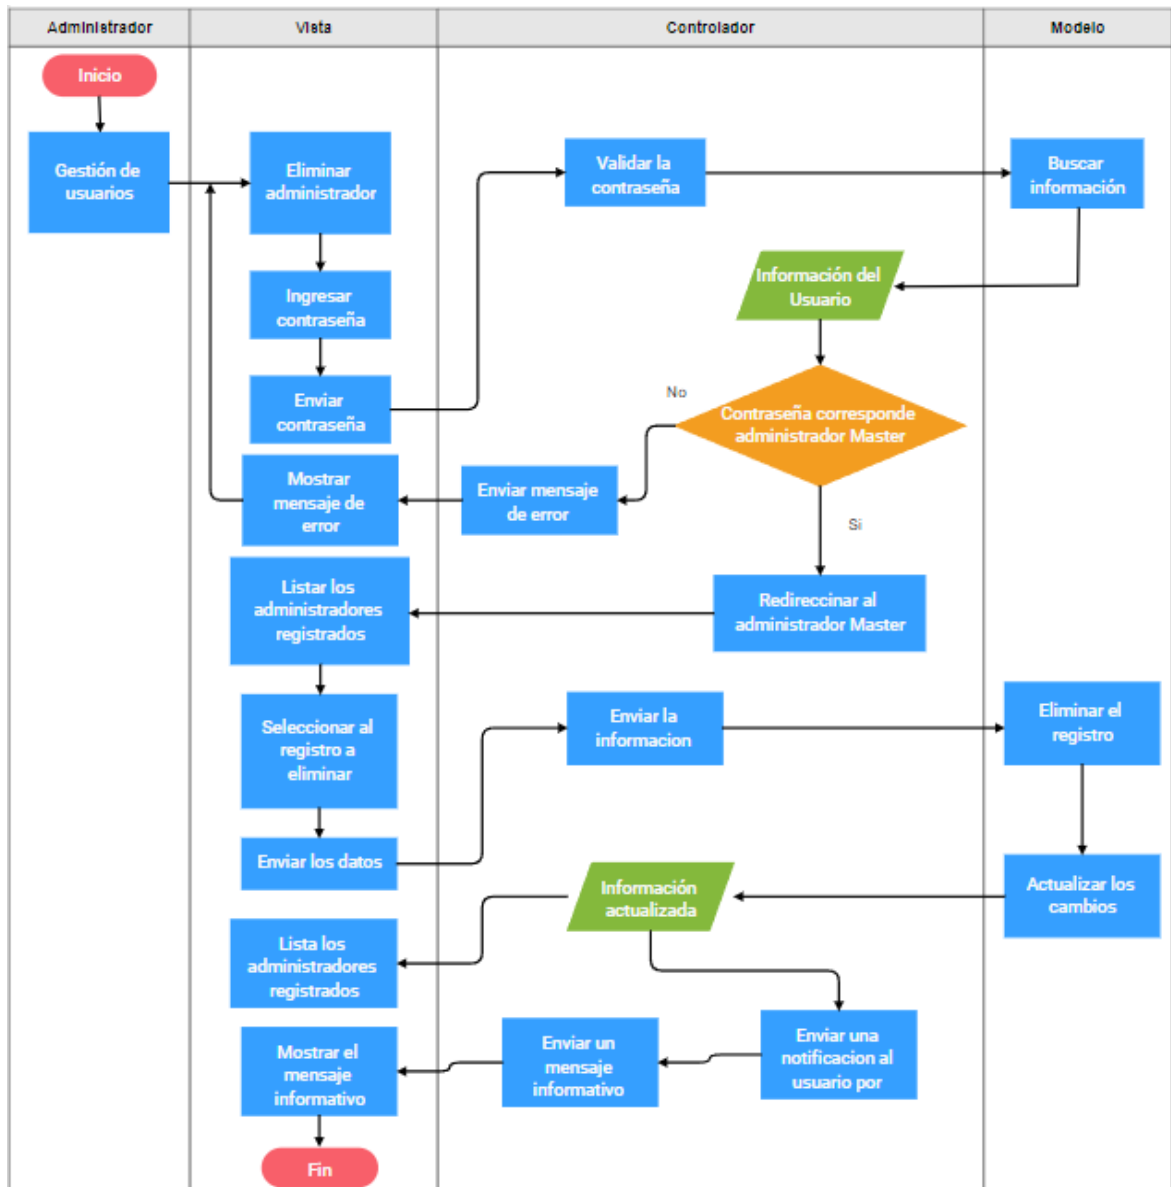 Administrador
Vista
Controlador
Modelo
Inicio
Gestión de
usuarios
Eliminar
administrador
Validar la
contraseña
Buscar
información
Ingresar
contraseña
Información del
Usuario
Enviar
contraseña
No
Contraseña corresponde
administrador Master
Mostrar
mensaje de
error
Enviar mensaje
de error
Si
Listar los
administradores
registrados
Redireccinar al
administrador Master
Seleccionar al
registro a
eliminar
Enviar la
informacion
Eliminar el
registro
Enviar los datos
Información
actualizada
Actualizar los
cambios
Lista los
administradores
registrados
Mostrar el
mensaje
informativo
Enviar un
mensaje
informativo
Enviar una
notificacion al
usuario por
Fin